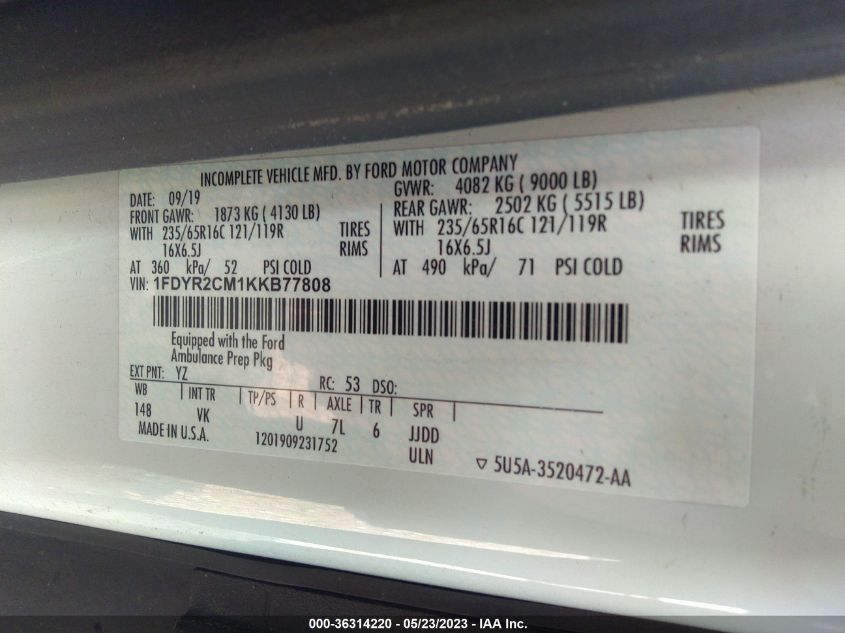 INCOMPLETE VEHICLE MFD. BY FORD MOTOR COMPANY
DATE: 09/19
GVWR: 4082 KG ( 9000 LB)
FRONT GAWR: 1873 KG ( 4130 LB)
REAR GAWR: 2502 KG ( 5515 LB)
WITH 235/65R16C 121/119R TIRES
WITH 235/65R16C 121/119R TIRES
16X6.5J RIMS
16X6.5J RIMS
AT 360 kPa/ 52 PSI COLD
AT 490 kPa/ 71 PSI COLD
VIN: 1FDYR2CM1KKB77808
Equipped with the Ford
Ambulance Prep Pkg
EXT PNT: YZ RC: 53 DSO:
WB INT TR TP/PS R AXLE TR SPR
148 VK U 7L 6 JJDD
MADE IN U.S.A. 1201909231752 ULN ▽ 5U5A-3520472-AA
000-36314220 - 05/23/2023 - IAA Inc.